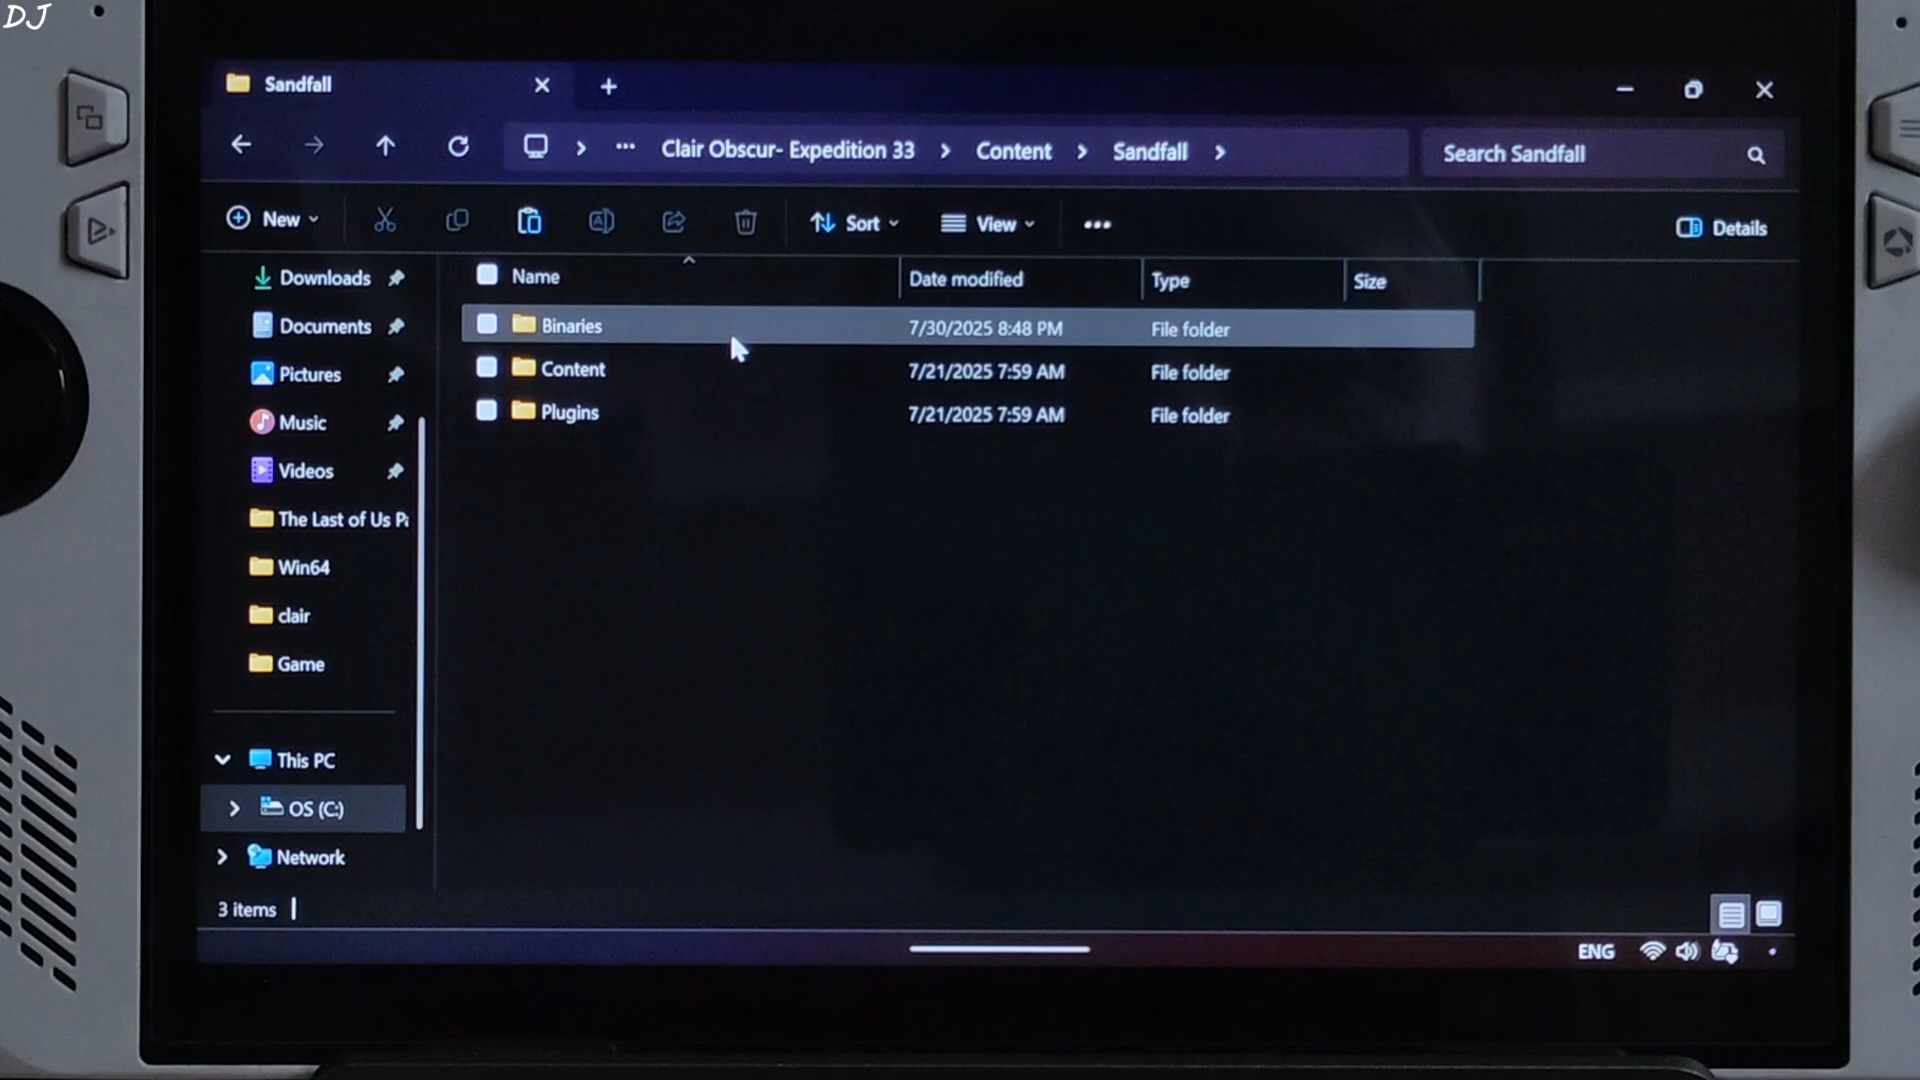 DJ
Sandfall
... Clair Obscur- Expedition 33 > Content > Sandfall >
Search Sandfall
New
Sort
View
Details
Name
Date modified
Type
Size
Binaries 7/30/2025 8:48 PM File folder
Content 7/21/2025 7:59 AM File folder
Plugins 7/21/2025 7:59 AM File folder
Downloads
Documents
Pictures
Music
Videos
The Last of Us Pa
Win64
clair
Game
This PC
OS (C:)
Network
3 items
ENG